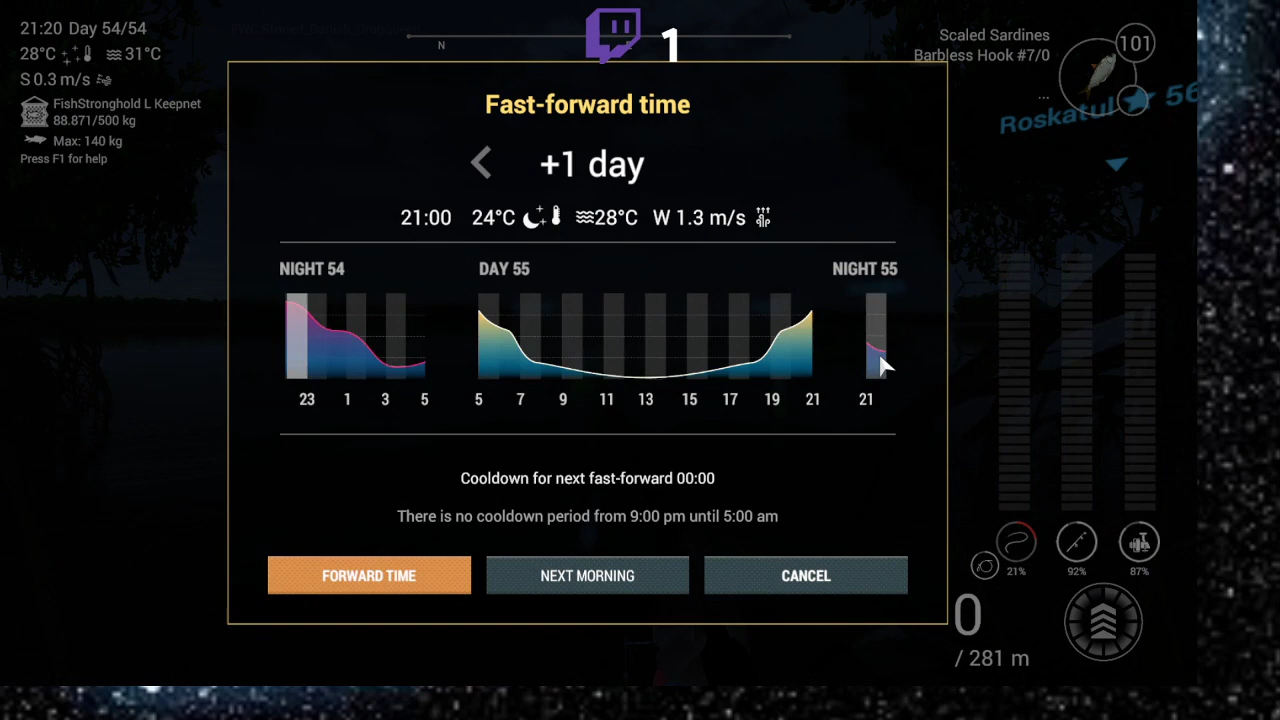 21:20 Day 54/54
28°C 31°C
S 0.3 m/s
FishStronghold L Keepnet
88.871/500 kg
Max: 140 kg
Press F1 for help
N
1
Scaled Sardines
Barbless Hook #7/0
...
101
Roskatul 56
Fast-forward time
+1 day
21:00 24°C 28°C W 1.3 m/s
NIGHT 54 DAY 55 NIGHT 55
23 1 3 5 5 7 9 11 13 15 17 19 21 21
Cooldown for next fast-forward 00:00
There is no cooldown period from 9:00 pm until 5:00 am
FORWARD TIME NEXT MORNING CANCEL
21% 92% 87%
0
/ 281 m